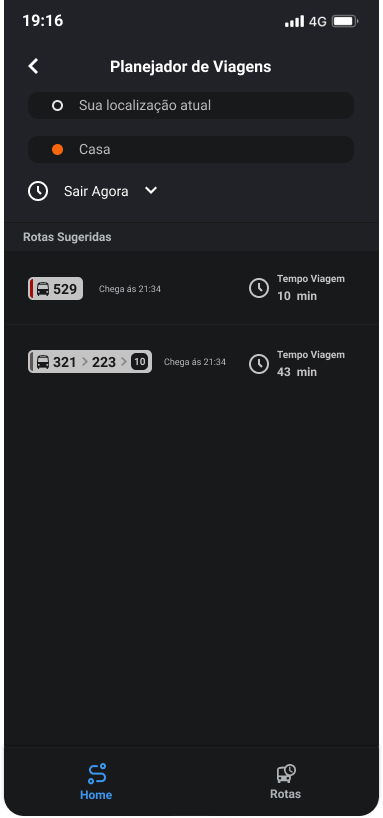 19:16 4G
Planejador de Viagens
Sua localização atual
Casa
Sair Agora
Rotas Sugeridas
529 Chega ás 21:34 Tempo Viagem
10 min
321 > 223 > 10 Chega ás 21:34 Tempo Viagem
43 min
Home Rotas